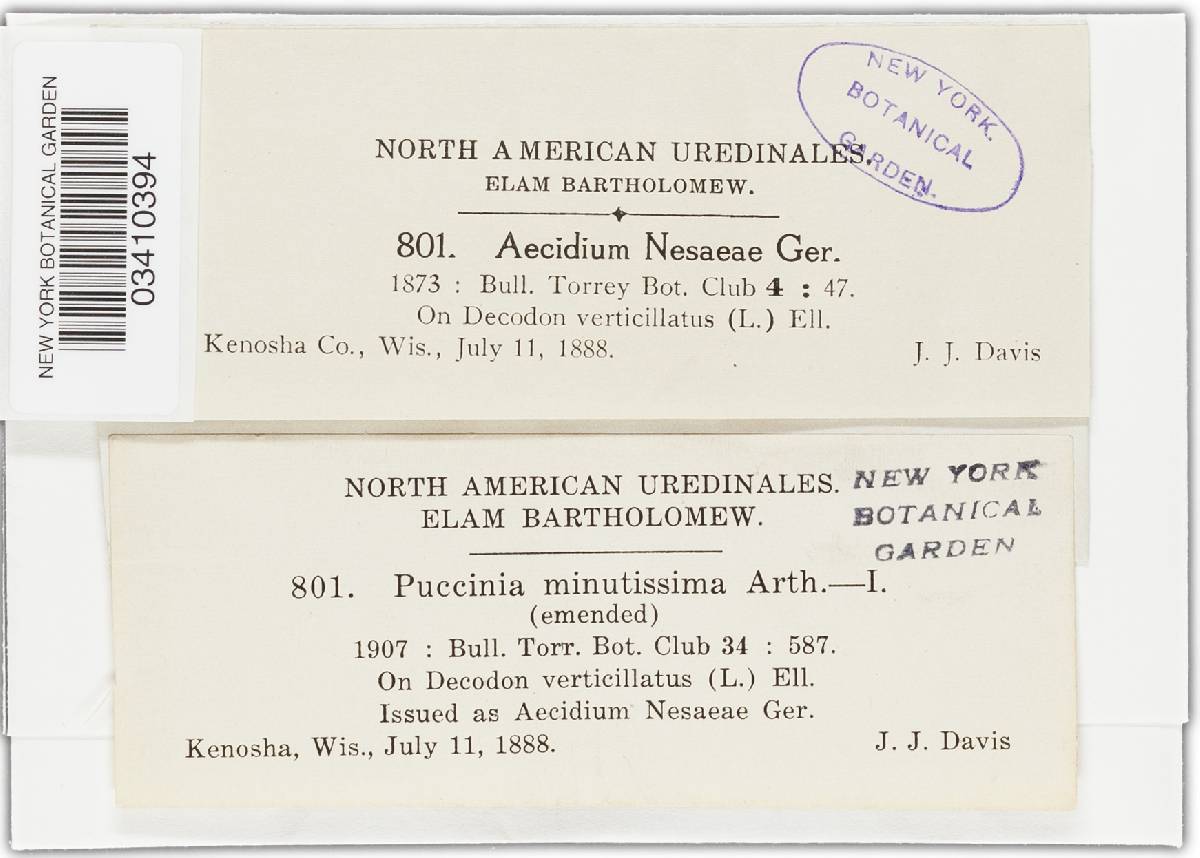 NEW YORK BOTANICAL GARDEN
03410394
NEW YORK.
BOTANICAL
GARDEN.
NORTH AMERICAN UREDINALES.
ELAM BARTHOLOMEW.
801. Aecidium Nesaeae Ger.
1873 : Bull. Torrey Bot. Club 4 : 47.
On Decodon verticillatus (L.) Ell.
Kenosha Co., Wis., July 11, 1888. J. J. Davis
NORTH AMERICAN UREDINALES.
ELAM BARTHOLOMEW.
NEW YORK
BOTANICAL
GARDEN
801. Puccinia minutissima Arth.—I.
(emended)
1907 : Bull. Torr. Bot. Club 34 : 587.
On Decodon verticillatus (L.) Ell.
Issued as Aecidium Nesaeae Ger.
Kenosha, Wis., July 11, 1888. J. J. Davis